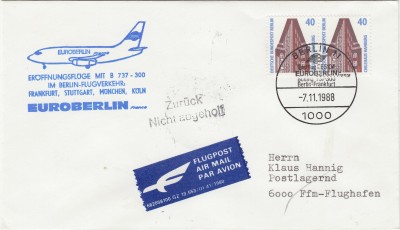 EUROBERLIN
ERÖFFNUNGSFLÜGE MIT B 737-300
IM BERLIN-FLUGVERKEHR:
FRANKFURT, STUTTGART, MÜNCHEN, KÖLN
EUROBERLIN France
40 40
DEUTSCHE BUNDESPOST BERLIN
BERLIN 11
EUROBERLIN
Berlin-Frankfurt
-7.11.1988
1000
Zurück
Nicht abgeholt
FLUGPOST
AIR MAIL
PAR AVION
Herrn
Klaus Hannig
Postlagernd
6000 Ffm-Flughafen